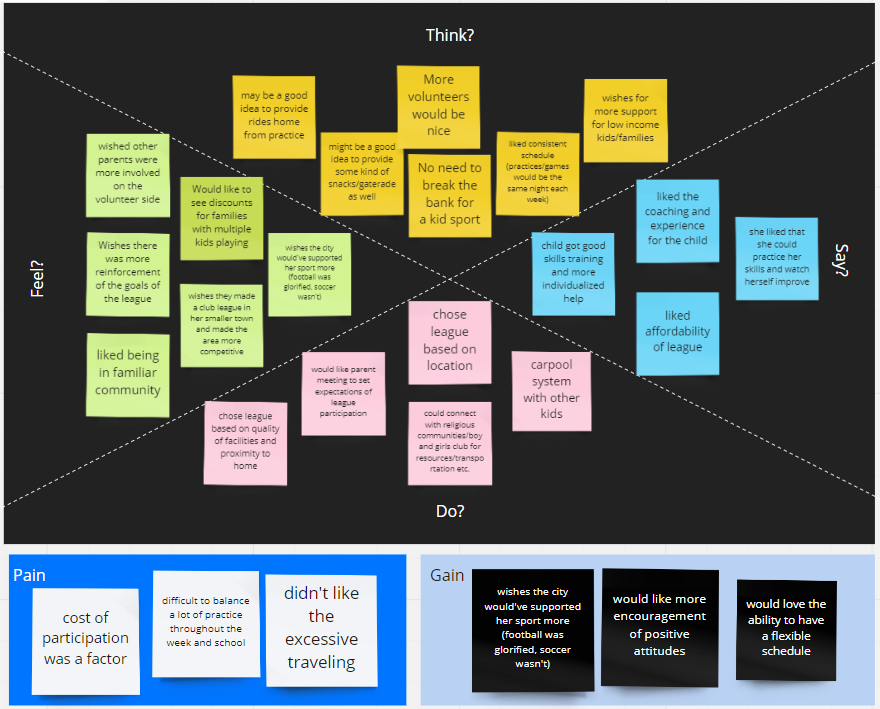 Think?
may be a good
idea to provide
rides home
from practice
More
volunteers
would be
nice
wishes for
more support
for low income
kids/families
might be a good
idea to provide
some kind of
snacks/gaterade
as well
No need to
break the
bank for
a kid sport
liked consistent
schedule
(practices/games
would be the
same night each
week)
Feel?
wished other
parents were
more involved
on the
volunteer side
Would like to
see discounts
for families
with multiple
kids playing
Wishes there
was more
reinforcement
of the goals of
the league
wishes the city
would've supported
her sport more
(football was
glorified, soccer
wasn't)
wishes they made
a club league in
her smaller town
and made the
area more
competitive
liked being
in familiar
community
Say?
liked the
coaching and
experience
for the child
she liked that
she could
practice her
skills and watch
herself improve
child got good
skills training
and more
individualized
help
liked
affordability
of league
chose
league
based on
location
would like parent
meeting to set
expectations of
league
participation
carpool
system
with other
kids
chose league
based on quality
of facilities and
proximity to
home
could connect
with religious
communities/boy
and girls club for
resources/transpo
rtation etc.
Do?
Pain
cost of
participation
was a factor
difficult to balance
a lot of practice
throughout the
week and school
didn't like
the
excessive
traveling
Gain
wishes the city
would've supported
her sport more
(football was
glorified, soccer
wasn't)
would like more
encouragement
of positive
attitudes
would love the
ability to have
a flexible
schedule